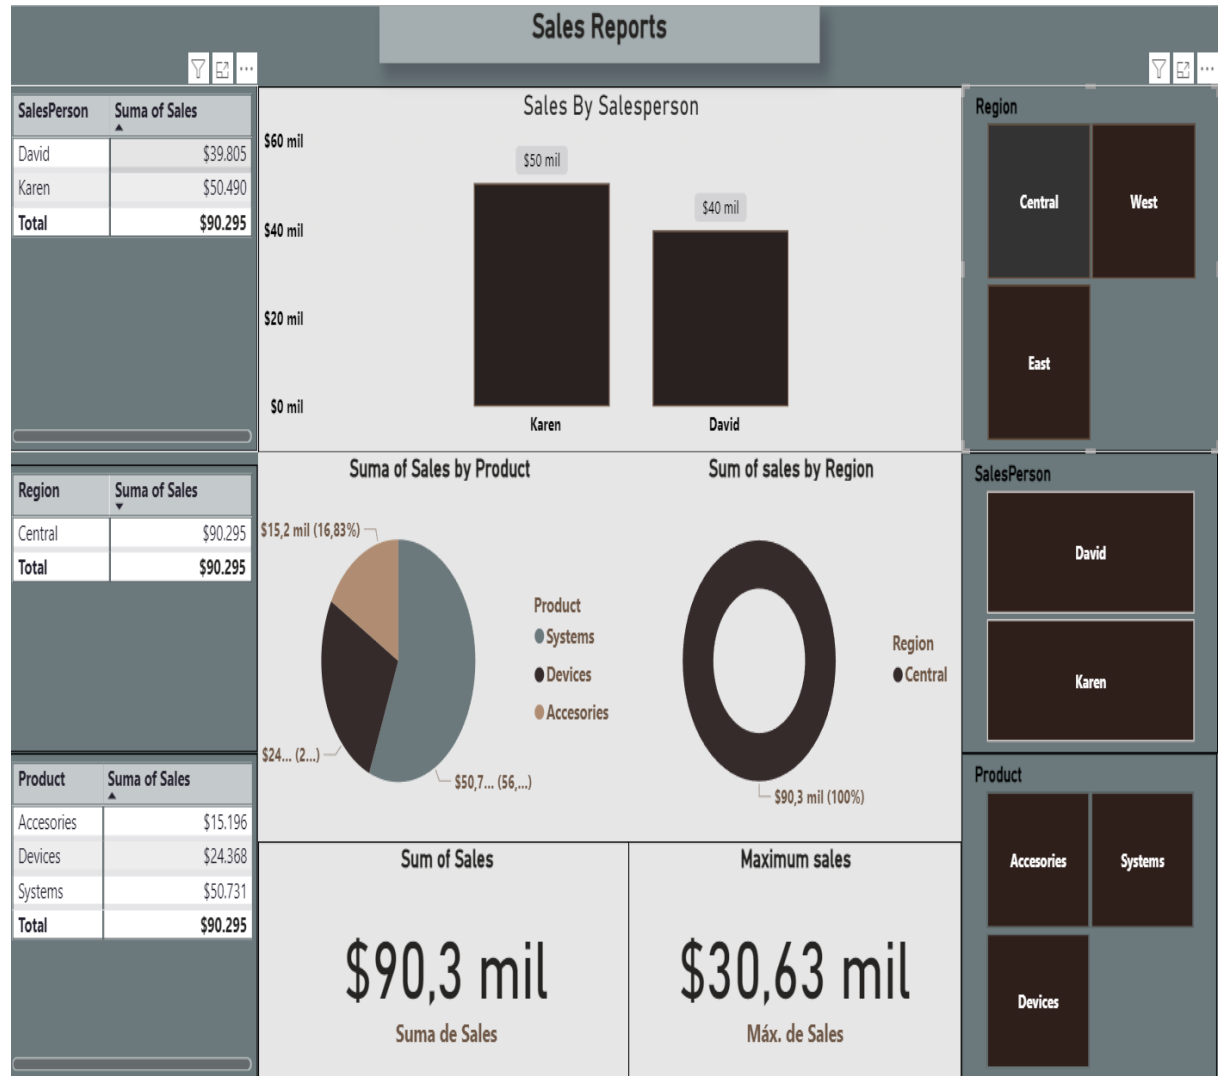 Sales Reports
SalesPerson Suma of Sales
David $39.805
Karen $50.490
Total $90.295
Sales By Salesperson
$60 mil
$40 mil
$20 mil
$0 mil
$50 mil
$40 mil
Karen David
Region
Central West
East
Region Suma of Sales
Central $90.295
Total $90.295
Suma of Sales by Product
$15,2 mil (16,83%)
$24... (2...)
$50,7... (56,...)
Product
Systems
Devices
Accesories
Sum of sales by Region
$90,3 mil (100%)
Region
Central
SalesPerson
David
Karen
Product Suma of Sales
Accesories $15.196
Devices $24.368
Systems $50.731
Total $90.295
Sum of Sales
$90,3 mil
Suma de Sales
Maximum sales
$30,63 mil
Máx. de Sales
Product
Accesories Systems
Devices